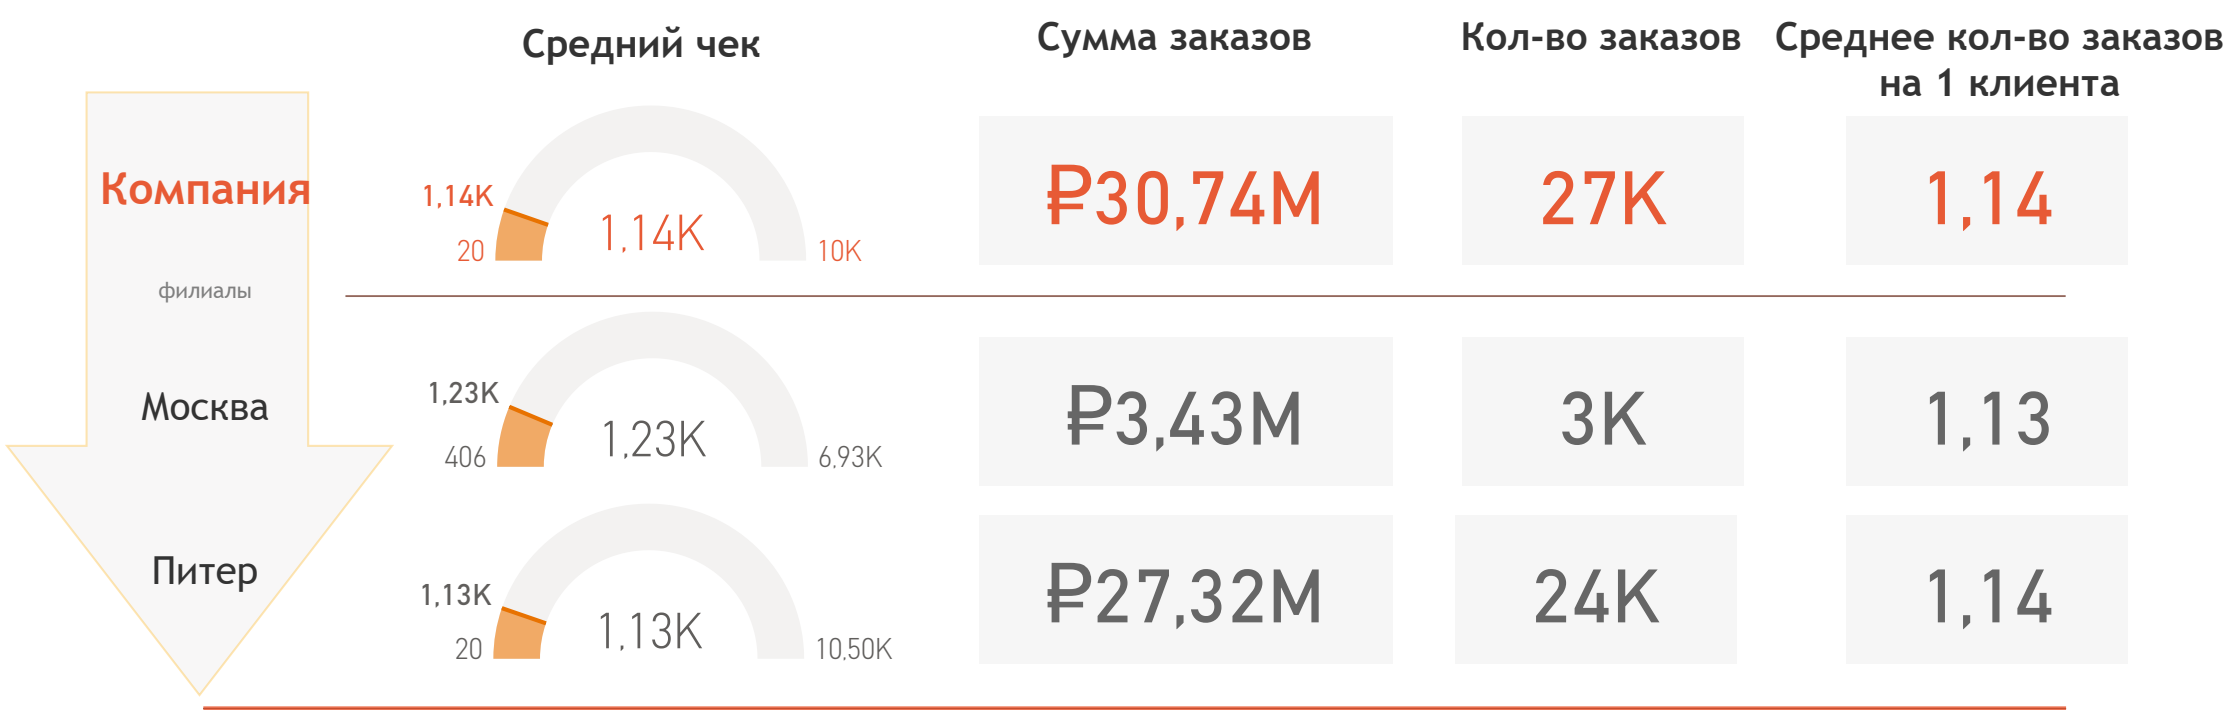 Средний чек
Сумма заказов
Кол-во заказов
Среднее кол-во заказов
на 1 клиента
Компания
1,14K
1,14K
20
10K
₽30,74M
27K
1,14
филиалы
Москва
1,23K
1,23K
406
6,93K
₽3,43M
3K
1,13
Питер
1,13K
1,13K
20
10,50K
₽27,32M
24K
1,14